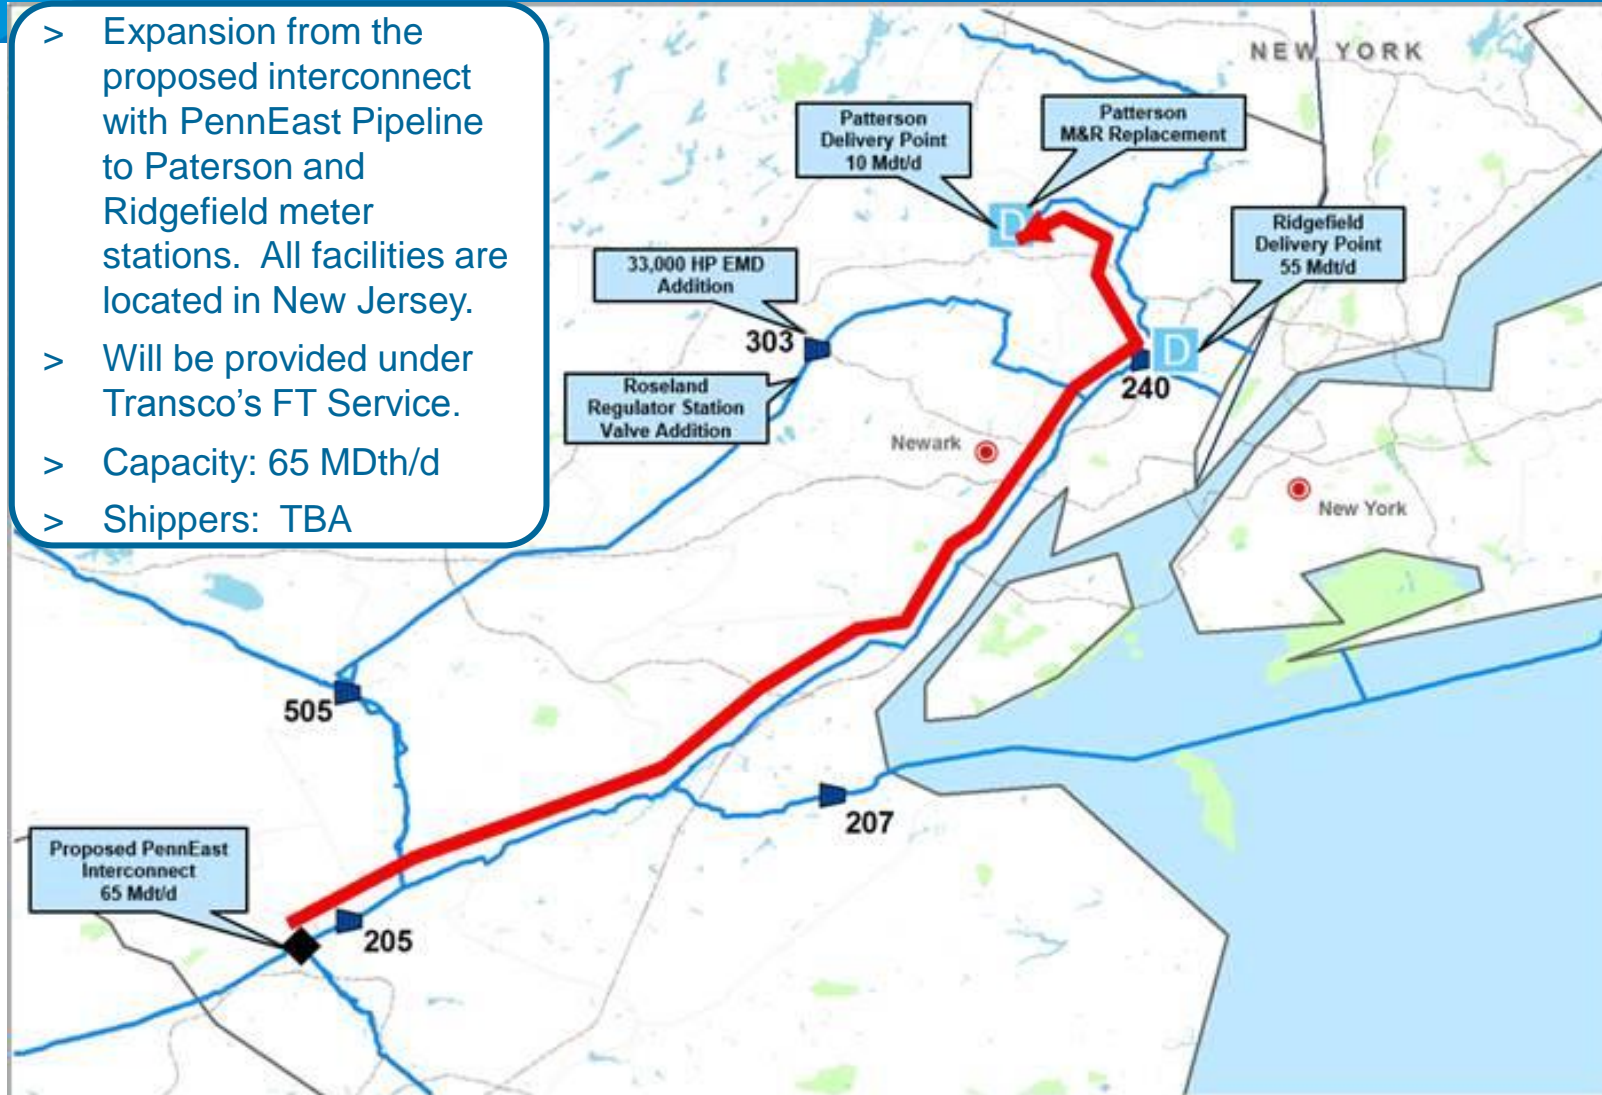 > Expansion from the
proposed interconnect
with PennEast Pipeline
to Paterson and
Ridgefield meter
stations. All facilities are
located in New Jersey.
> Will be provided under
Transco's FT Service.
> Capacity: 65 MDth/d
> Shippers: TBA
NEW YORK
Patterson
Delivery Point
10 Mdt/d
Patterson
M&R Replacement
D
Ridgefield
Delivery Point
55 Mdt/d
33,000 HP EMD
Addition
303
D
240
Roseland
Regulator Station
Valve Addition
Newark
New York
505
207
Proposed PennEast
Interconnect
65 Mdt/d
205